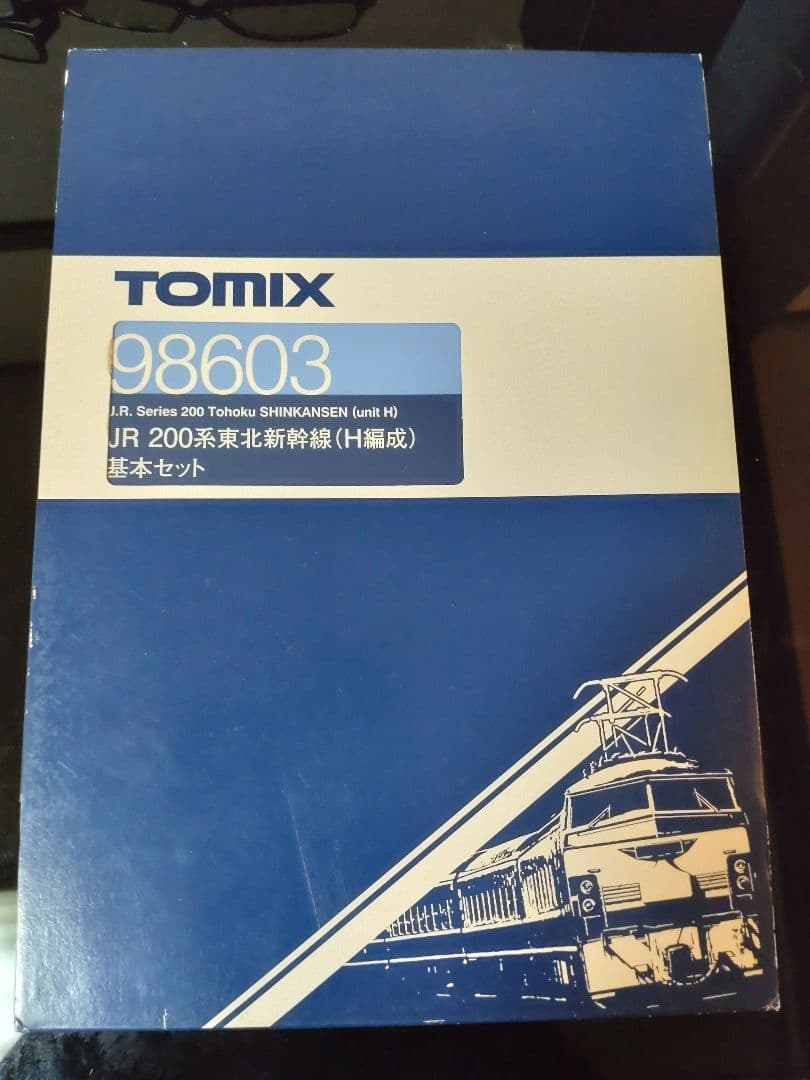 TOMIX
98603
J.R. Series 200 Tohoku SHINKANSEN (unit H)
JR 200系東北新幹線(H編成)
基本セット